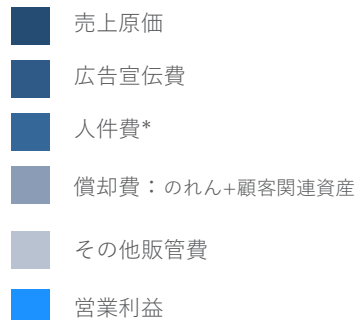 売上原価
広告宣伝費
人件費*
償却費：のれん+顧客関連資産
その他販管費
営業利益